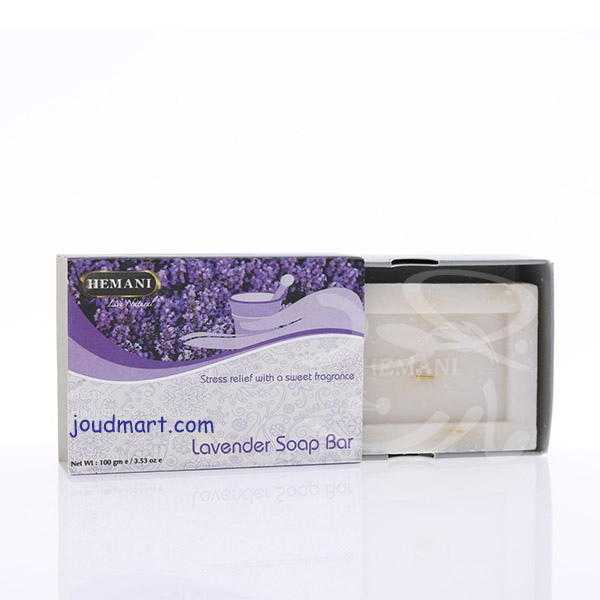 HEMANI
Live Natural
Stress relief with a sweet fragrance
joudmart.com
Lavender Soap Bar
Net Wt : 100 gm e / 3.53 oz e
HEMANI